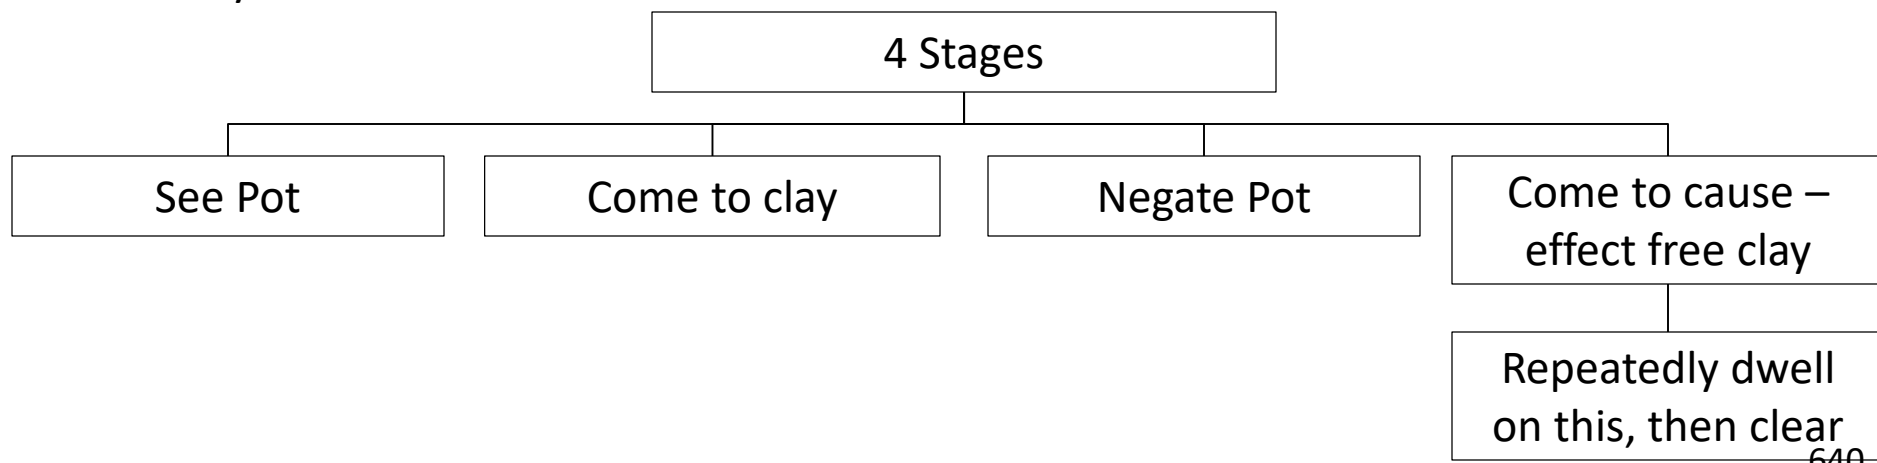 4 Stages
See Pot
Come to clay
Negate Pot
Come to cause –
effect free clay
Repeatedly dwell
on this, then clear
640